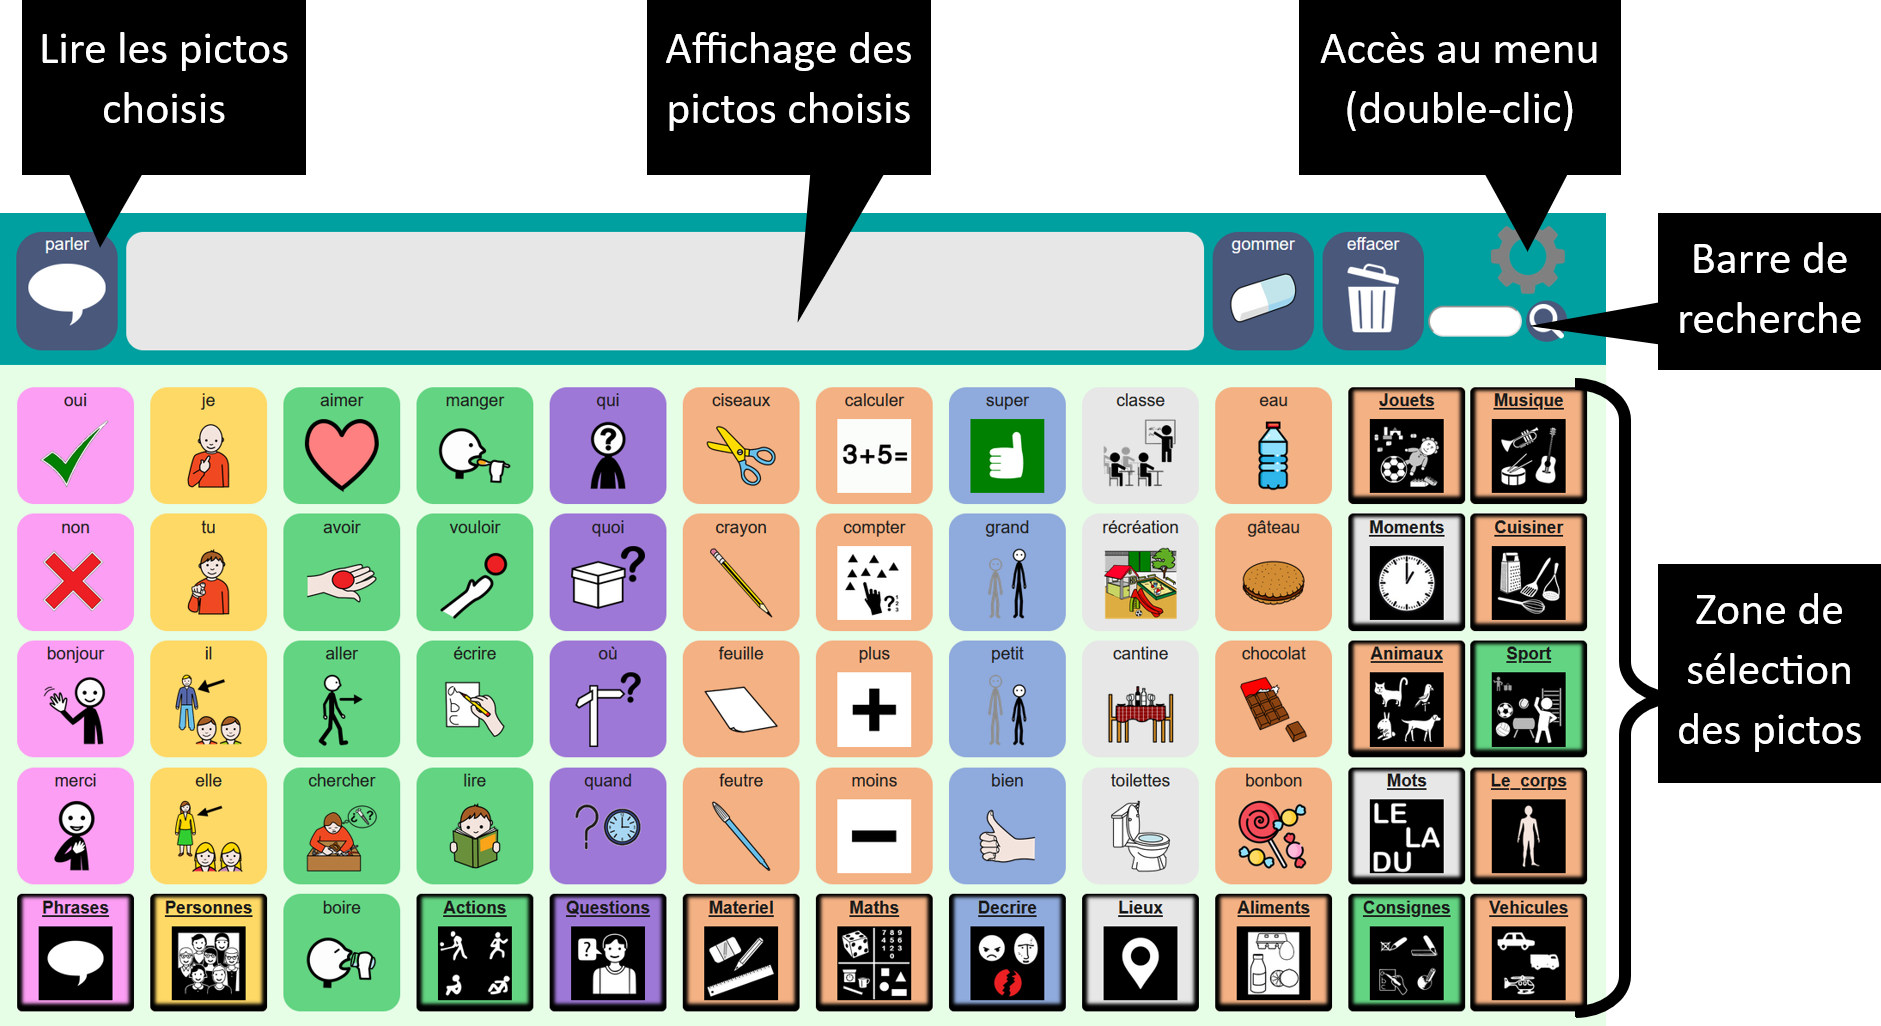 Lire les pictos
choisis
Affichage des
pictos choisis
Accès au menu
(double-clic)
Barre de
recherche
parler
gommer
effacer
oui
je
aimer
manger
qui
ciseaux
calculer
3+5=
super
classe
eau
Jouets
Musique
non
tu
avoir
vouloir
quoi
crayon
compter
grand
récréation
gâteau
Moments
Cuisiner
Zone de
sélection
des pictos
bonjour
il
aller
écrire
où
feuille
plus
petit
cantine
chocolat
Animaux
Sport
merci
elle
chercher
lire
quand
feutre
moins
bien
toilettes
bonbon
Mots
LE
LA
DU
Le corps
Phrases
Personnes
boire
Actions
Questions
Materiel
Maths
Decrire
Lieux
Aliments
Consignes
Vehicules